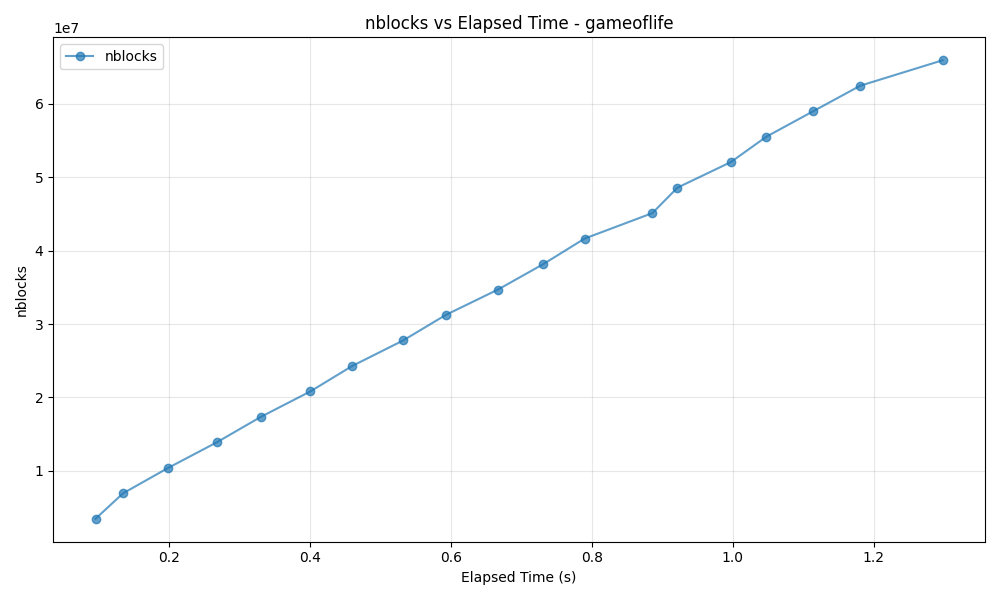 nblocks vs Elapsed Time - gameoflife
1e7
nblocks
6
5
4
3
2
1
nblocks
0.2 0.4 0.6 0.8 1.0 1.2
Elapsed Time (s)